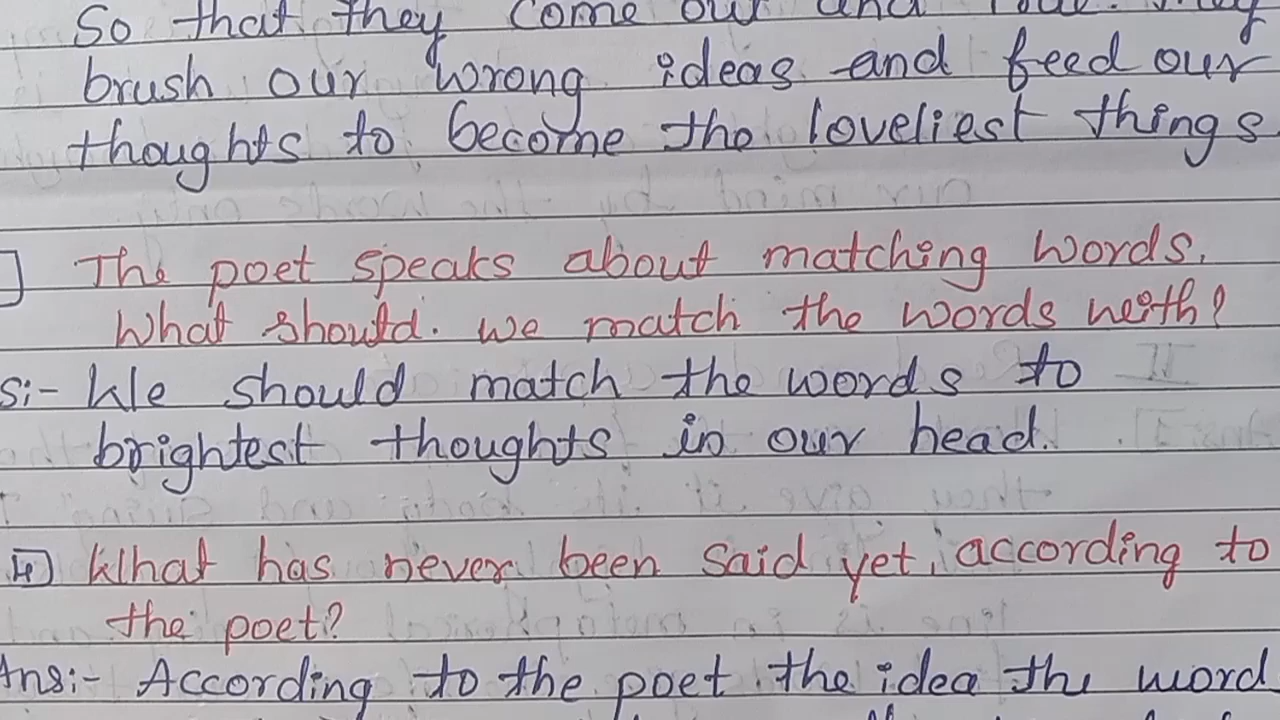 So that they come out and
brush our wrong ideas and feed our
thoughts to become the loveliest things
] The poet speaks about matching words.
What should. we match the words with?
s:- We should match the words to
brightest thoughts in our head.
4] What has never been said yet, according to
the poet?
Ans:- According to the poet the idea the word